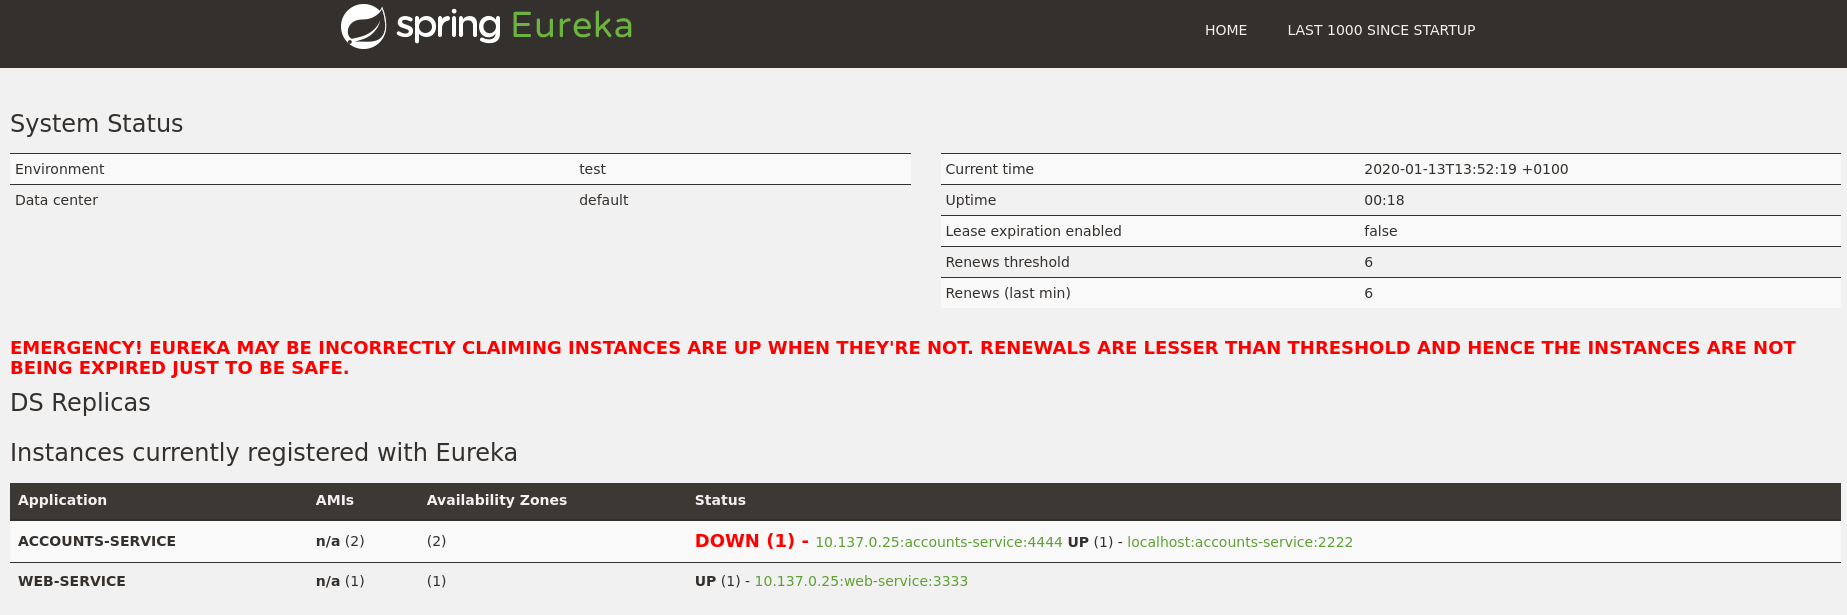 spring Eureka
HOME LAST 1000 SINCE STARTUP
System Status
Environment test
Data center default
Current time 2020-01-13T13:52:19 +0100
Uptime 00:18
Lease expiration enabled false
Renews threshold 6
Renews (last min) 6
EMERGENCY! EUREKA MAY BE INCORRECTLY CLAIMING INSTANCES ARE UP WHEN THEY'RE NOT. RENEWALS ARE LESSER THAN THRESHOLD AND HENCE THE INSTANCES ARE NOT
BEING EXPIRED JUST TO BE SAFE.
DS Replicas
Instances currently registered with Eureka
Application AMIs Availability Zones Status
ACCOUNTS-SERVICE n/a (2) (2) DOWN (1) - 10.137.0.25:accounts-service:4444 UP (1) - localhost:accounts-service:2222
WEB-SERVICE n/a (1) (1) UP (1) - 10.137.0.25:web-service:3333